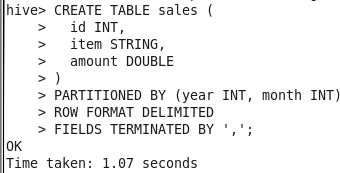 hive> CREATE TABLE sales (
    >   id INT,
    >   item STRING,
    >   amount DOUBLE
    > )
    > PARTITIONED BY (year INT, month INT)
    > ROW FORMAT DELIMITED
    > FIELDS TERMINATED BY ',';
OK
Time taken: 1.07 seconds